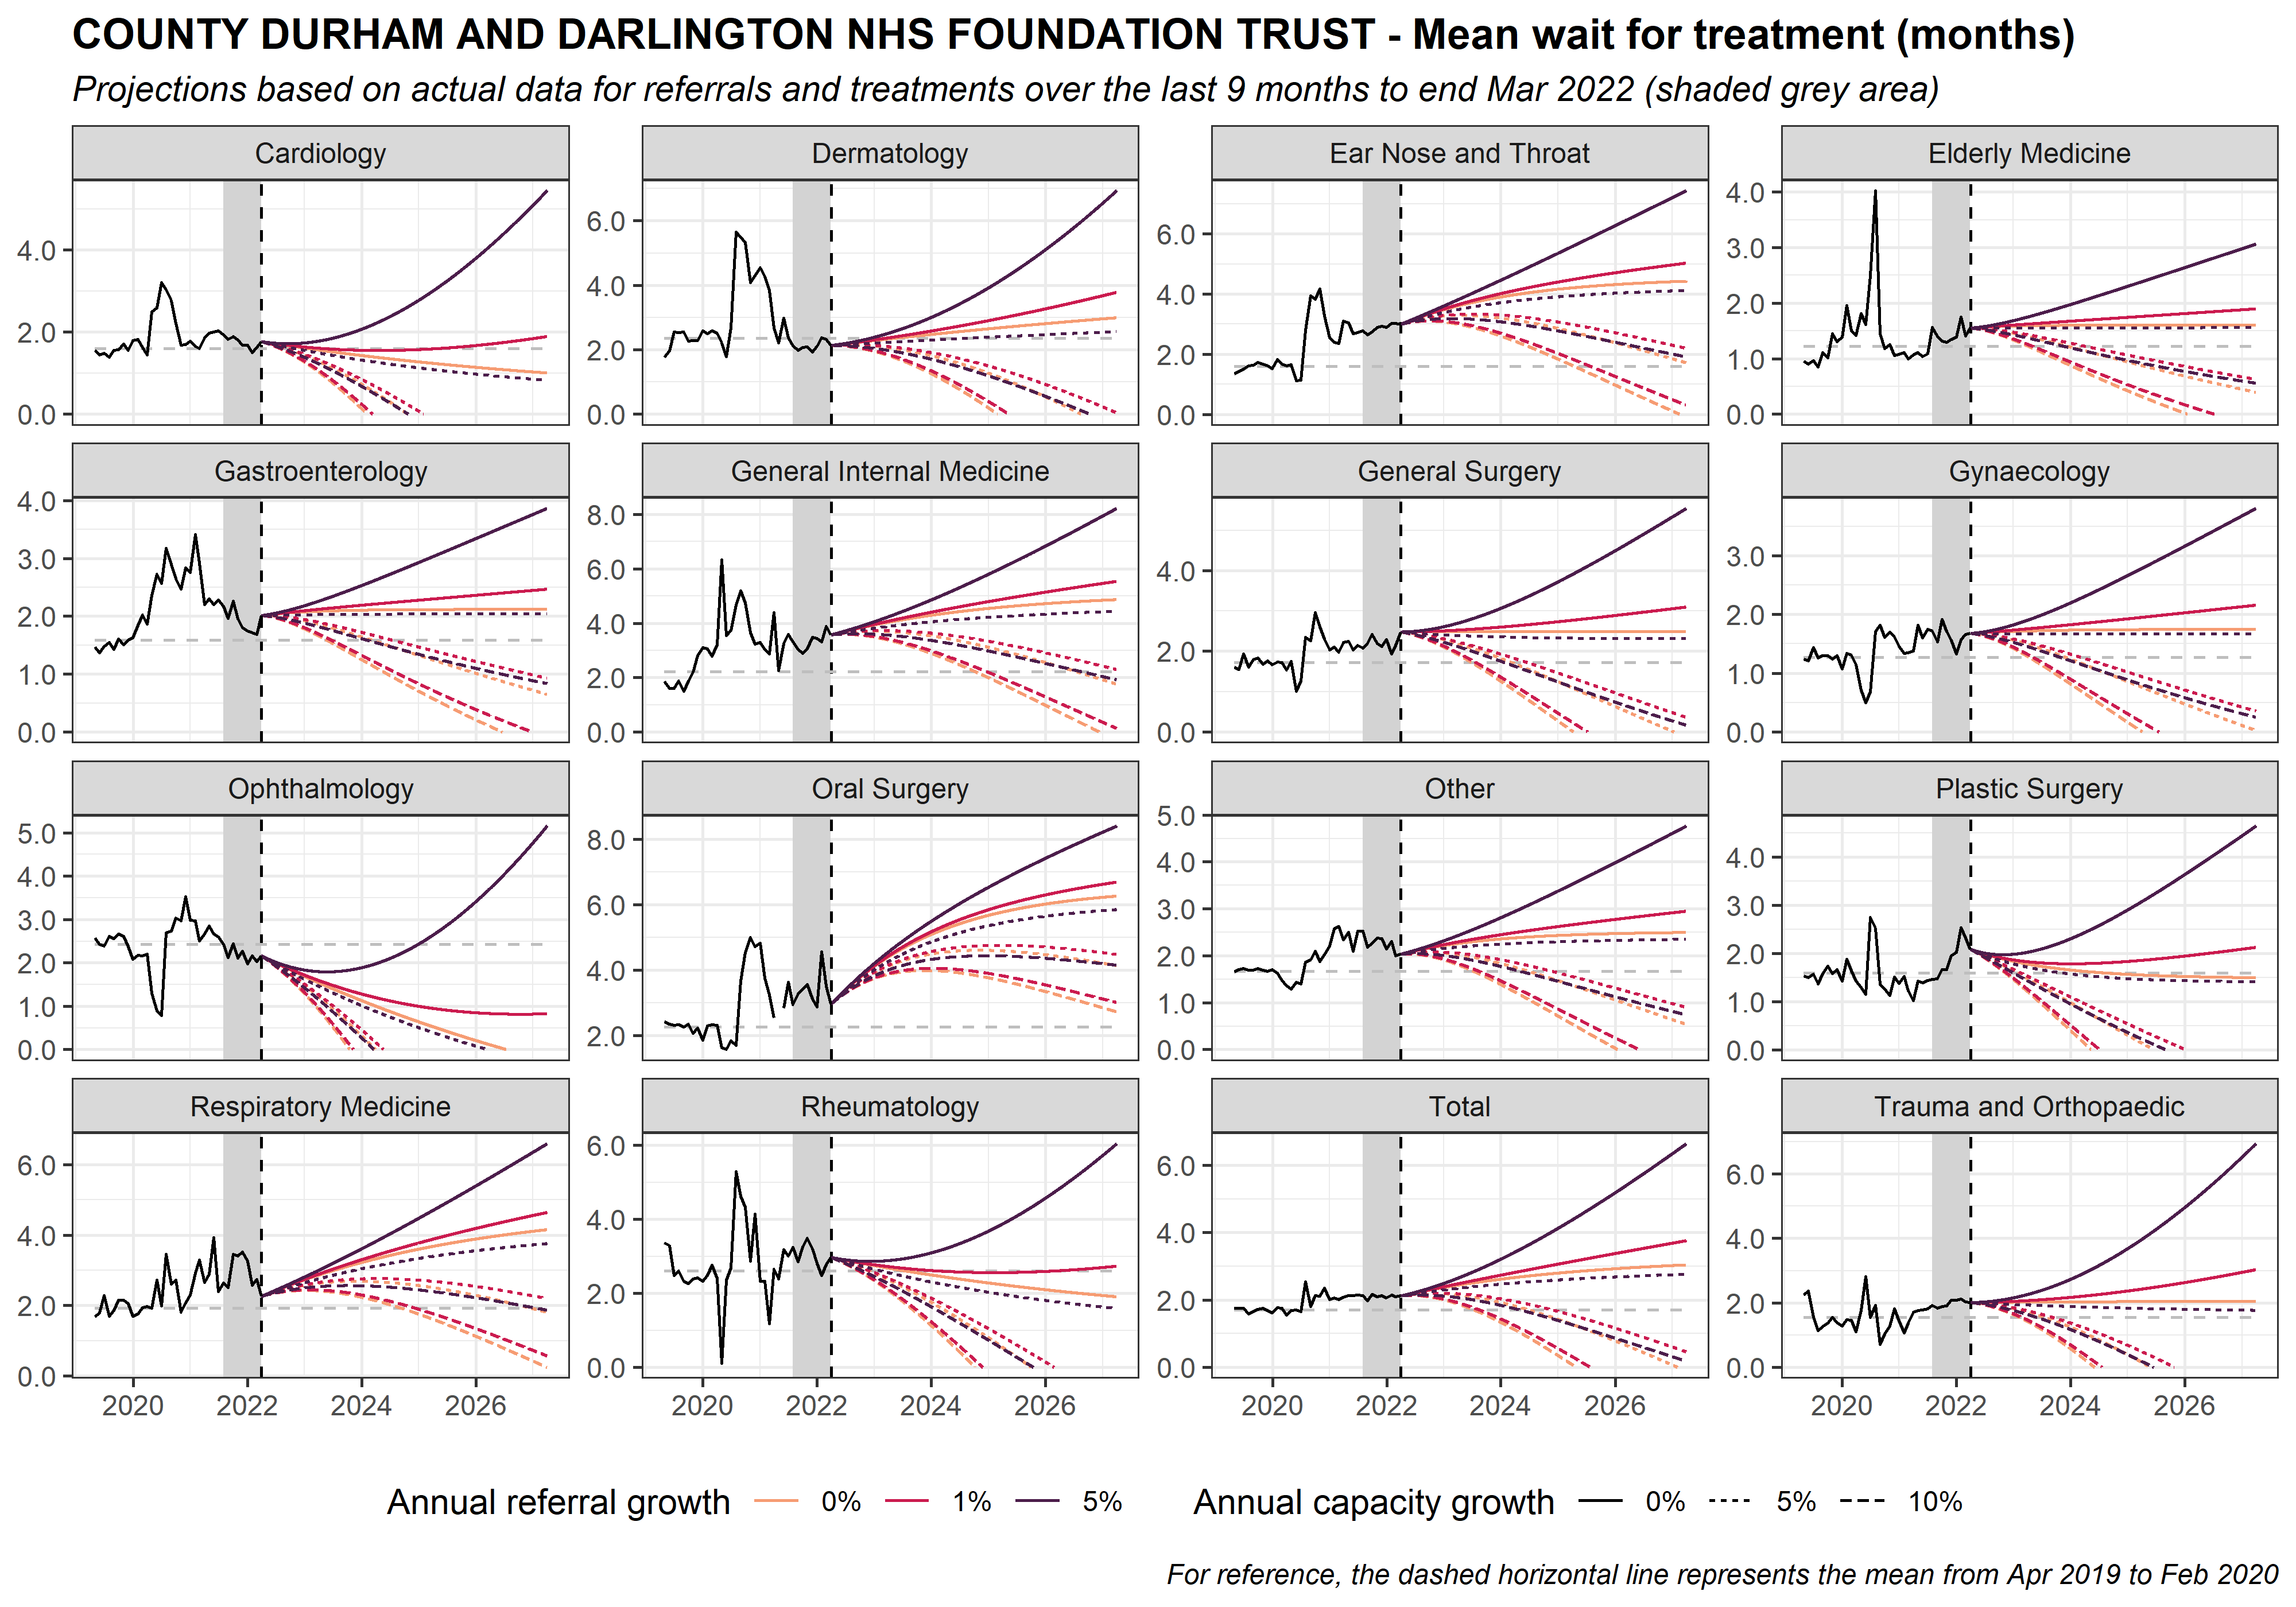 COUNTY DURHAM AND DARLINGTON NHS FOUNDATION TRUST - Mean wait for treatment (months)
Projections based on actual data for referrals and treatments over the last 9 months to end Mar 2022 (shaded grey area)
Cardiology Dermatology Ear Nose and Throat Elderly Medicine
4.0 2.0 0.0
6.0 4.0 2.0 0.0
6.0 4.0 2.0 0.0
4.0 3.0 2.0 1.0 0.0
Gastroenterology General Internal Medicine General Surgery Gynaecology
4.0 3.0 2.0 1.0 0.0
8.0 6.0 4.0 2.0 0.0
4.0 2.0 0.0
3.0 2.0 1.0 0.0
Ophthalmology Oral Surgery Other Plastic Surgery
5.0 4.0 3.0 2.0 1.0 0.0
8.0 6.0 4.0 2.0
5.0 4.0 3.0 2.0 1.0 0.0
4.0 3.0 2.0 1.0 0.0
Respiratory Medicine Rheumatology Total Trauma and Orthopaedic
6.0 4.0 2.0 0.0
6.0 5.0 4.0 3.0 2.0 1.0 0.0
6.0 4.0 2.0 0.0
6.0 4.0 2.0 0.0
2020 2022 2024 2026 2020 2022 2024 2026 2020 2022 2024 2026 2020 2022 2024 2026
Annual referral growth 0% 1% 5% Annual capacity growth 0% 5% 10%
For reference, the dashed horizontal line represents the mean from Apr 2019 to Feb 2020